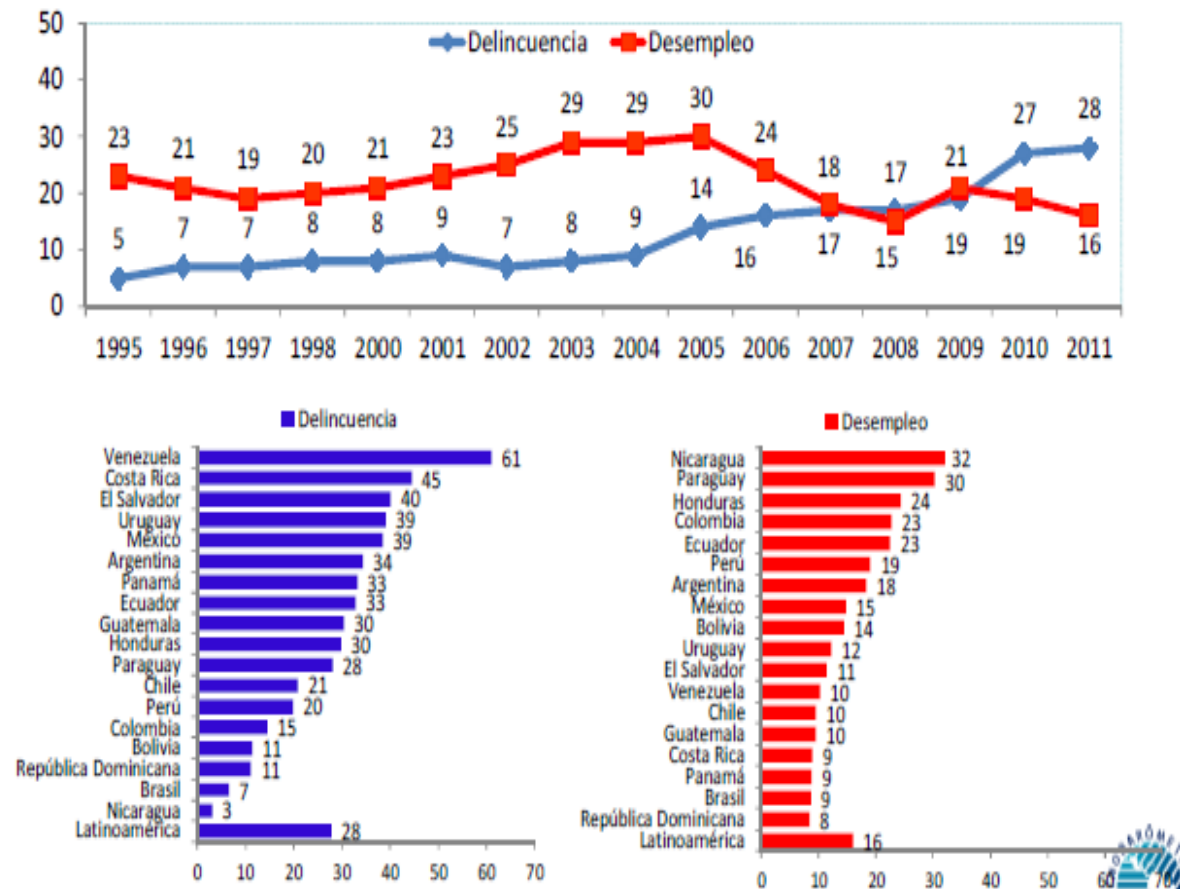 50
Delincuencia Desempleo
40
30
20
10
0
23 21 19 20 21 23 25 29 29 30 24 18 17 21 27 28
5 7 7 8 8 9 7 8 9 14 16 17 15 19 19 16
1995 1996 1997 1998 2000 2001 2002 2003 2004 2005 2006 2007 2008 2009 2010 2011
Delincuencia
Venezuela 61
Costa Rica 45
El Salvador 40
Uruguay 39
México 39
Argentina 34
Panamá 33
Ecuador 33
Guatemala 30
Honduras 30
Paraguay 28
Chile 21
Perú 20
Colombia 15
Bolivia 11
República Dominicana 11
Brasil 7
Nicaragua 3
Latinoamérica 28
0 10 20 30 40 50 60 70
Desempleo
Nicaragua 32
Paraguay 30
Honduras 24
Colombia 23
Ecuador 23
Perú 19
Argentina 18
México 15
Bolivia 14
Uruguay 12
El Salvador 11
Venezuela 10
Chile 10
Guatemala 10
Costa Rica 9
Panamá 9
Brasil 9
República Dominicana 8
Latinoamérica 16
0 10 20 30 40 50 60 70